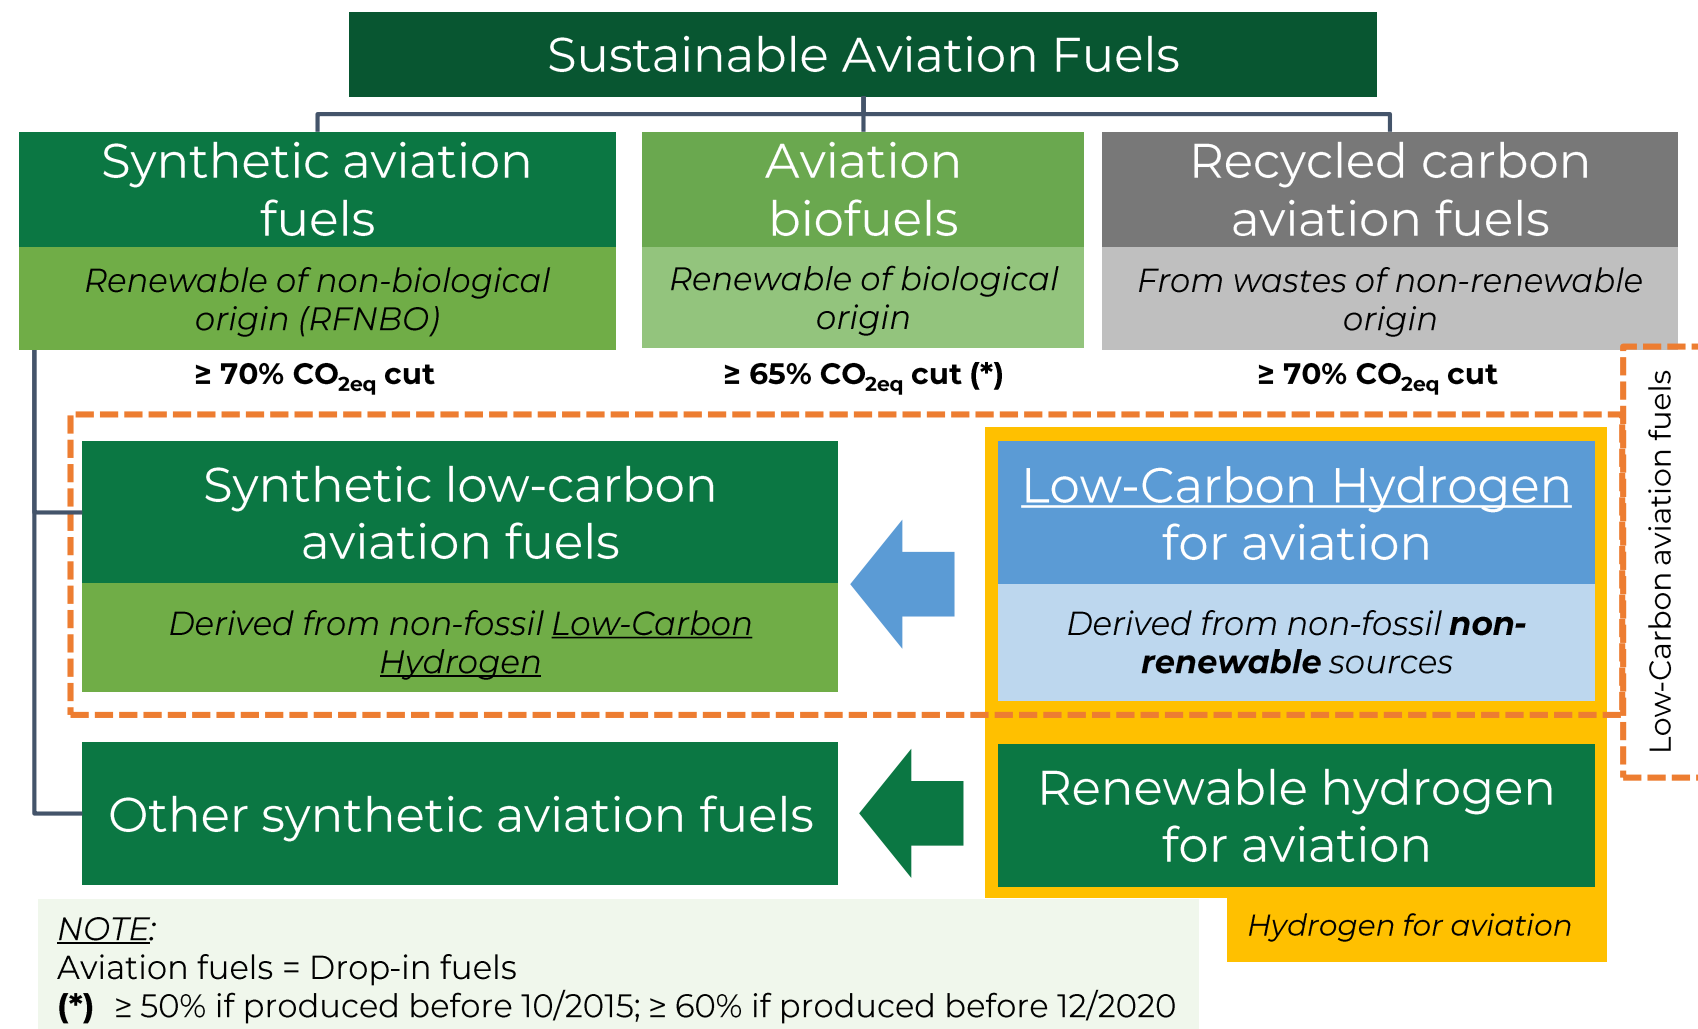 Sustainable Aviation Fuels
Synthetic aviation
fuels
Renewable of non-biological
origin (RFNBO)
≥ 70% CO2eq cut
Aviation
biofuels
Renewable of biological
origin
≥ 65% CO2eq cut (*)
Recycled carbon
aviation fuels
From wastes of non-renewable
origin
≥ 70% CO2eq cut
Low-Carbon aviation fuels
Synthetic low-carbon
aviation fuels
Derived from non-fossil Low-Carbon
Hydrogen
Low-Carbon Hydrogen
for aviation
Derived from non-fossil non-
renewable sources
Other synthetic aviation fuels
Renewable hydrogen
for aviation
Hydrogen for aviation
NOTE:
Aviation fuels = Drop-in fuels
(*) ≥ 50% if produced before 10/2015; ≥ 60% if produced before 12/2020